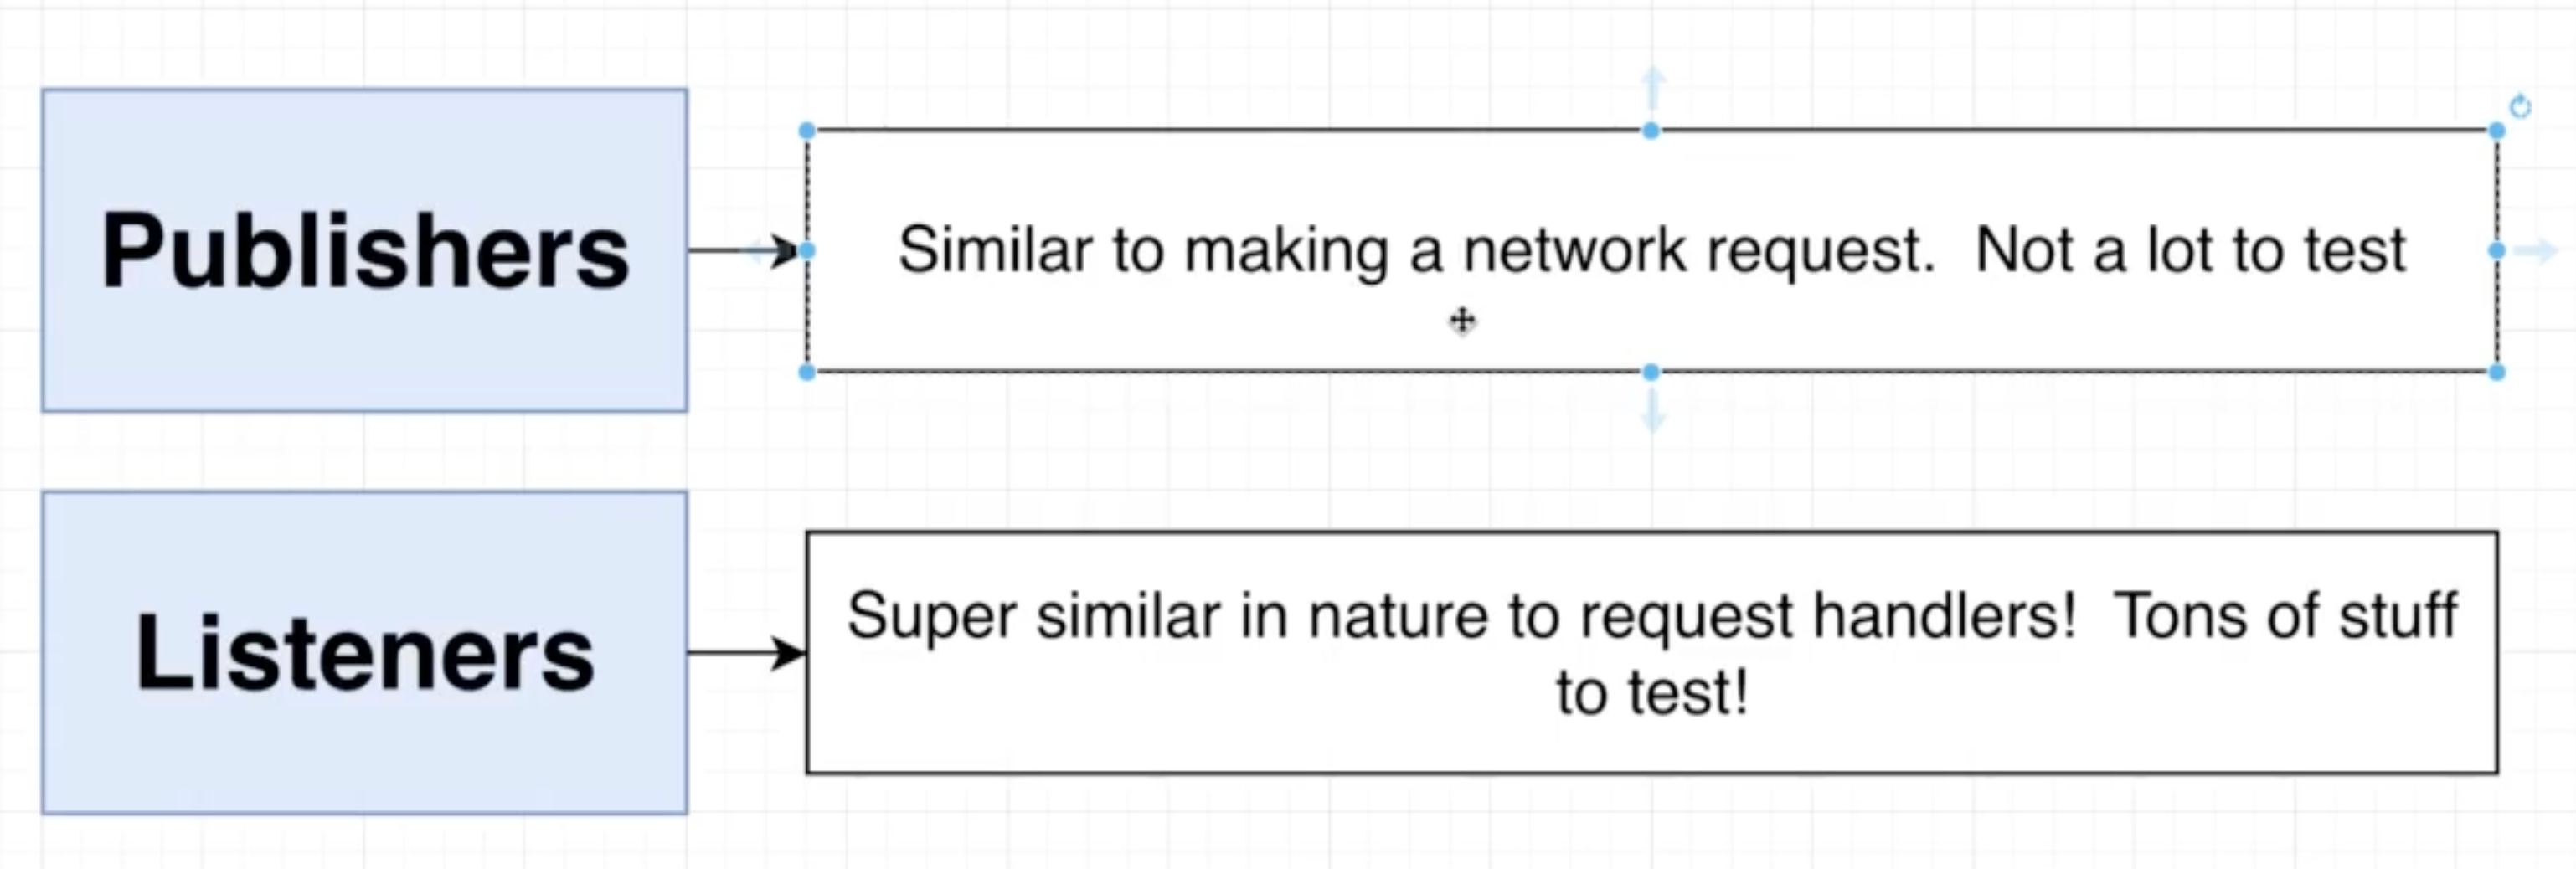 Publishers
Similar to making a network request.  Not a lot to test
Listeners
Super similar in nature to request handlers!  Tons of stuff
to test!